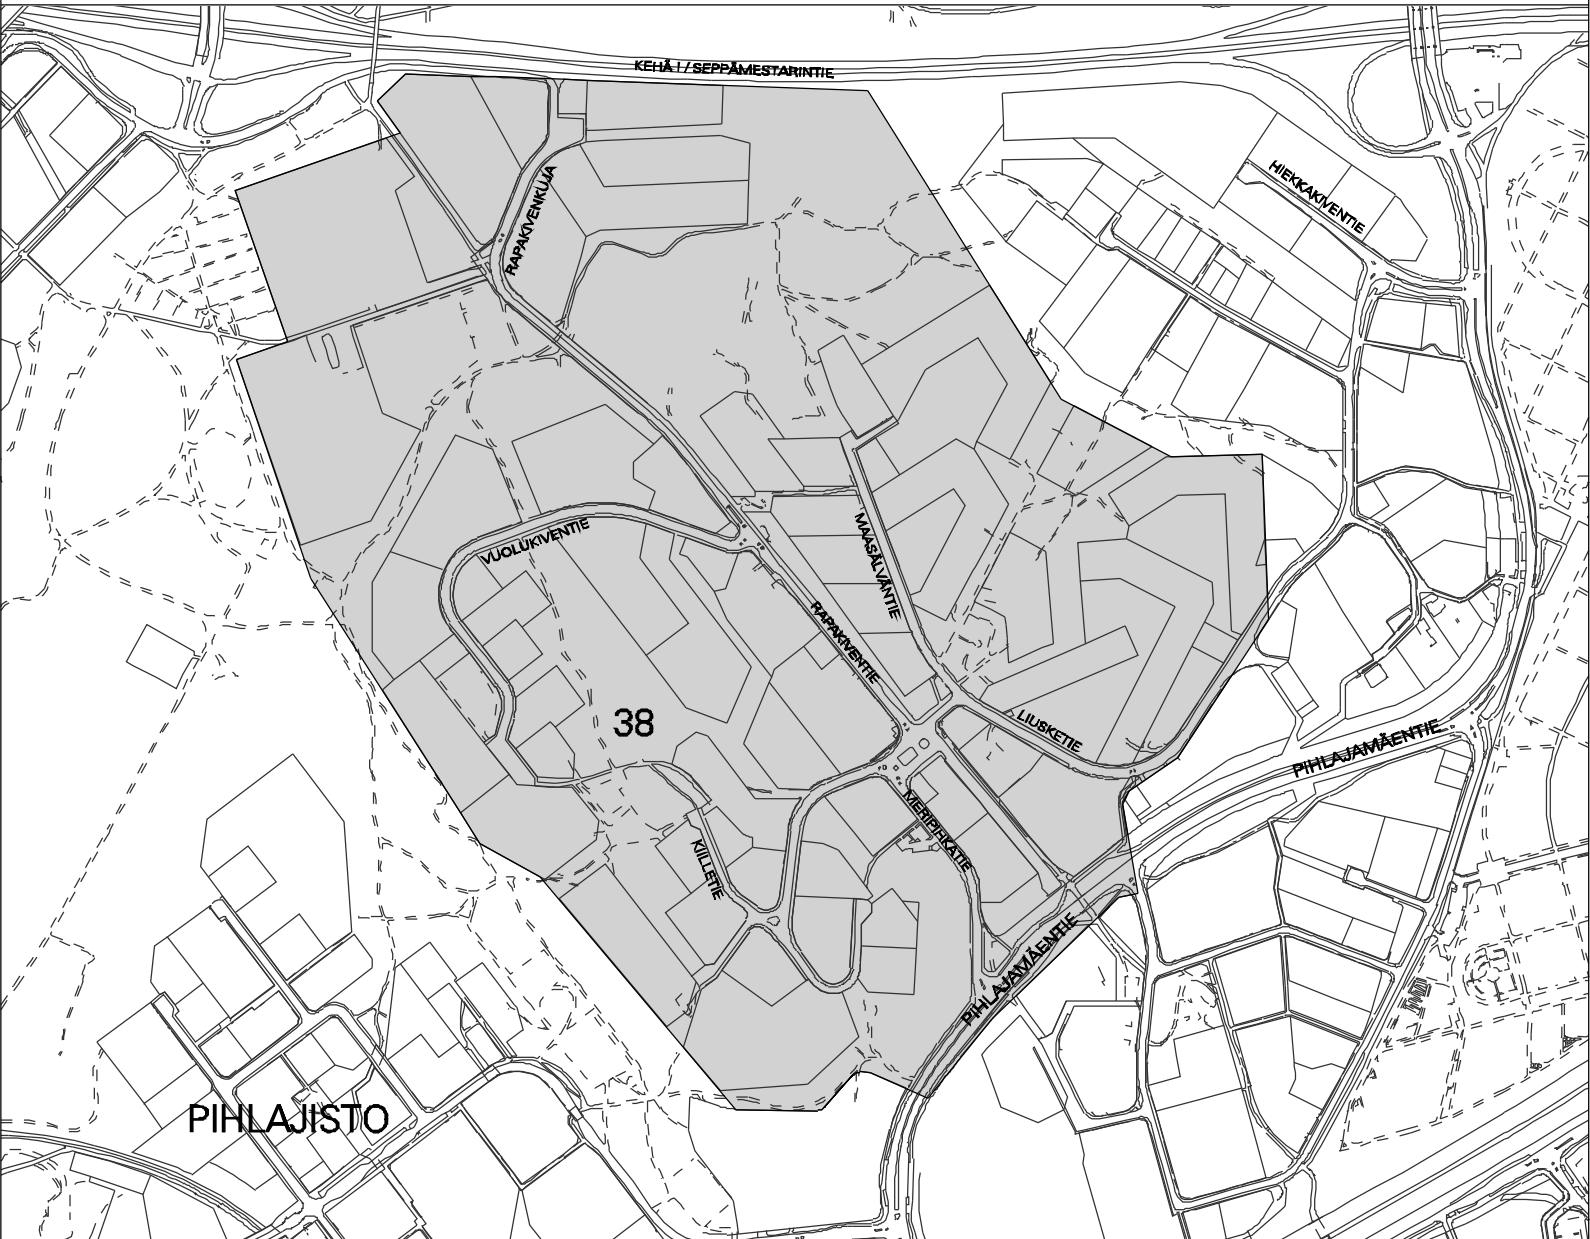 KEHÄ I / SEPPÄMESTARINTIE
HIEKKAKIVENTIE
RAPAKIVENKUJA
VUOLUKIVENTIE
MAASÄLVÄNTIE
RAPAKIVENTIE
38
LIUSKETIE
PIHLAJAMÄENTIE
MERIPIHKATIE
KIILLETIE
PIHLAJAMÄENTIE
PIHLAJISTO